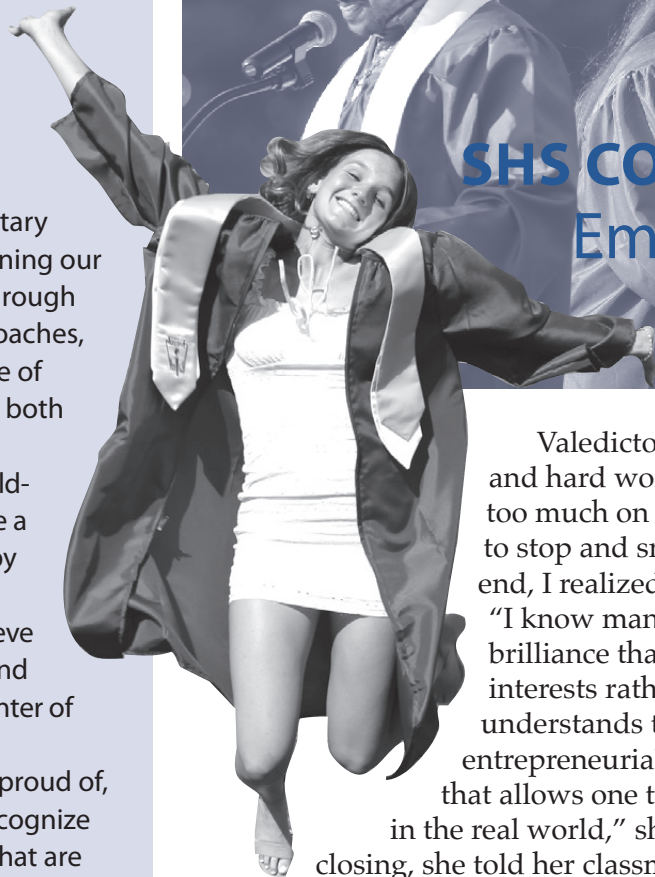 tary
ning our
rough
oaches,
e of
both
ld-
e a
by
eve
nd
nter of
proud of,
cognize
hat are
SHS CO
Em
Valedicto
and hard wo
too much on
to stop and sn
end, I realized
“I know man
brilliance tha
interests rath
understands t
entrepreneurial
that allows one t
in the real world,” sh
closing, she told her classm